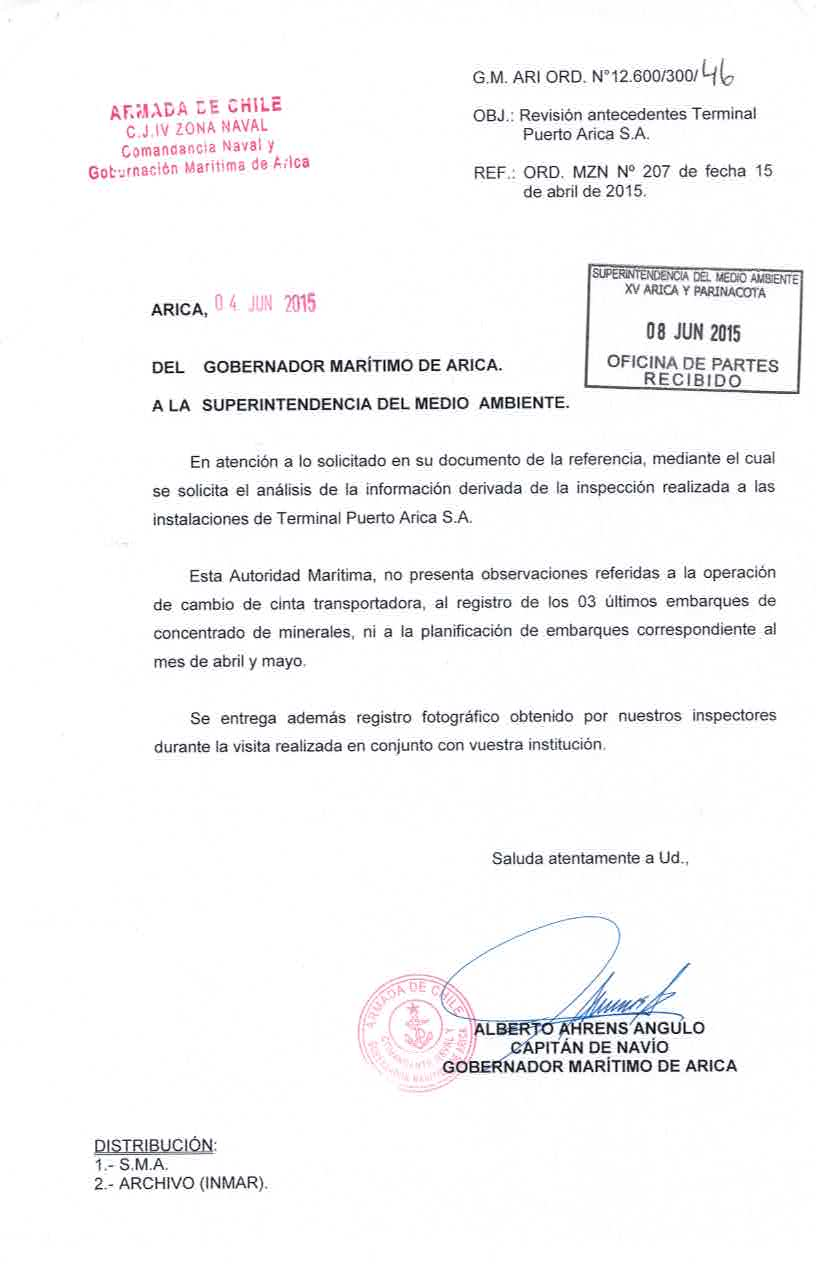 G.M. ARI ORD. N°12.600/300/46
ARMADA DE CHILE
C.J.IV ZONA NAVAL
Comandancia Naval y
Gobernación Marítima de Arica
OBJ.: Revisión antecedentes Terminal
Puerto Arica S.A.
REF.: ORD. MZN Nº 207 de fecha 15
de abril de 2015.
SUPERINTENDENCIA DEL MEDIO AMBIENTE
XV ARICA Y PARINACOTA
08 JUN 2015
OFICINA DE PARTES
RECIBIDO
ARICA, 04 JUN 2015
DEL GOBERNADOR MARÍTIMO DE ARICA.
A LA SUPERINTENDENCIA DEL MEDIO AMBIENTE.
En atención a lo solicitado en su documento de la referencia, mediante el cual
se solicita el análisis de la información derivada de la inspección realizada a las
instalaciones de Terminal Puerto Arica S.A.
Esta Autoridad Marítima, no presenta observaciones referidas a la operación
de cambio de cinta transportadora, al registro de los 03 últimos embarques de
concentrado de minerales, ni a la planificación de embarques correspondiente al
mes de abril y mayo.
Se entrega además registro fotográfico obtenido por nuestros inspectores
durante la visita realizada en conjunto con vuestra institución.
Saluda atentamente a Ud.,
ARMADA DE CHILE
ALBERTO AHRENS ANGULO
CAPITÁN DE NAVÍO
GOBERNADOR MARÍTIMO DE ARICA
DISTRIBUCIÓN:
1.- S.M.A.
2.- ARCHIVO (INMAR).